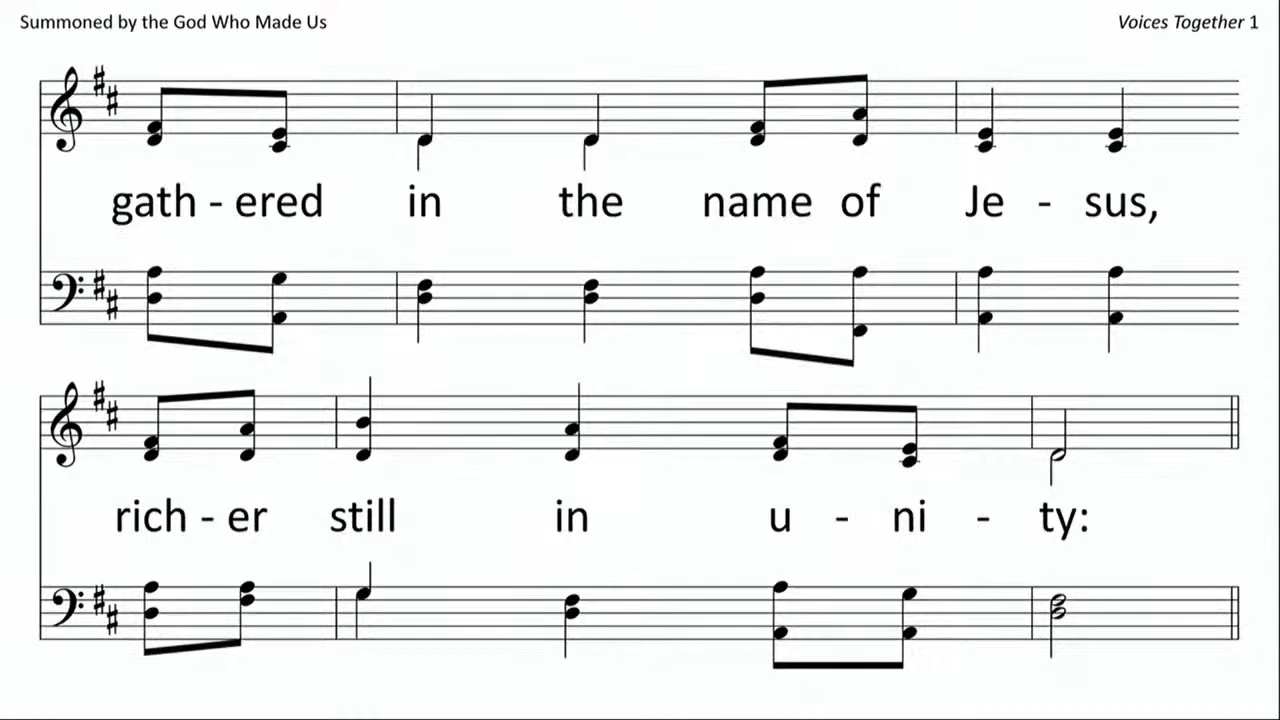 Summoned by the God Who Made Us
Voices Together 1
gath - ered in the name of Je - sus,
rich - er still in u - ni - ty: